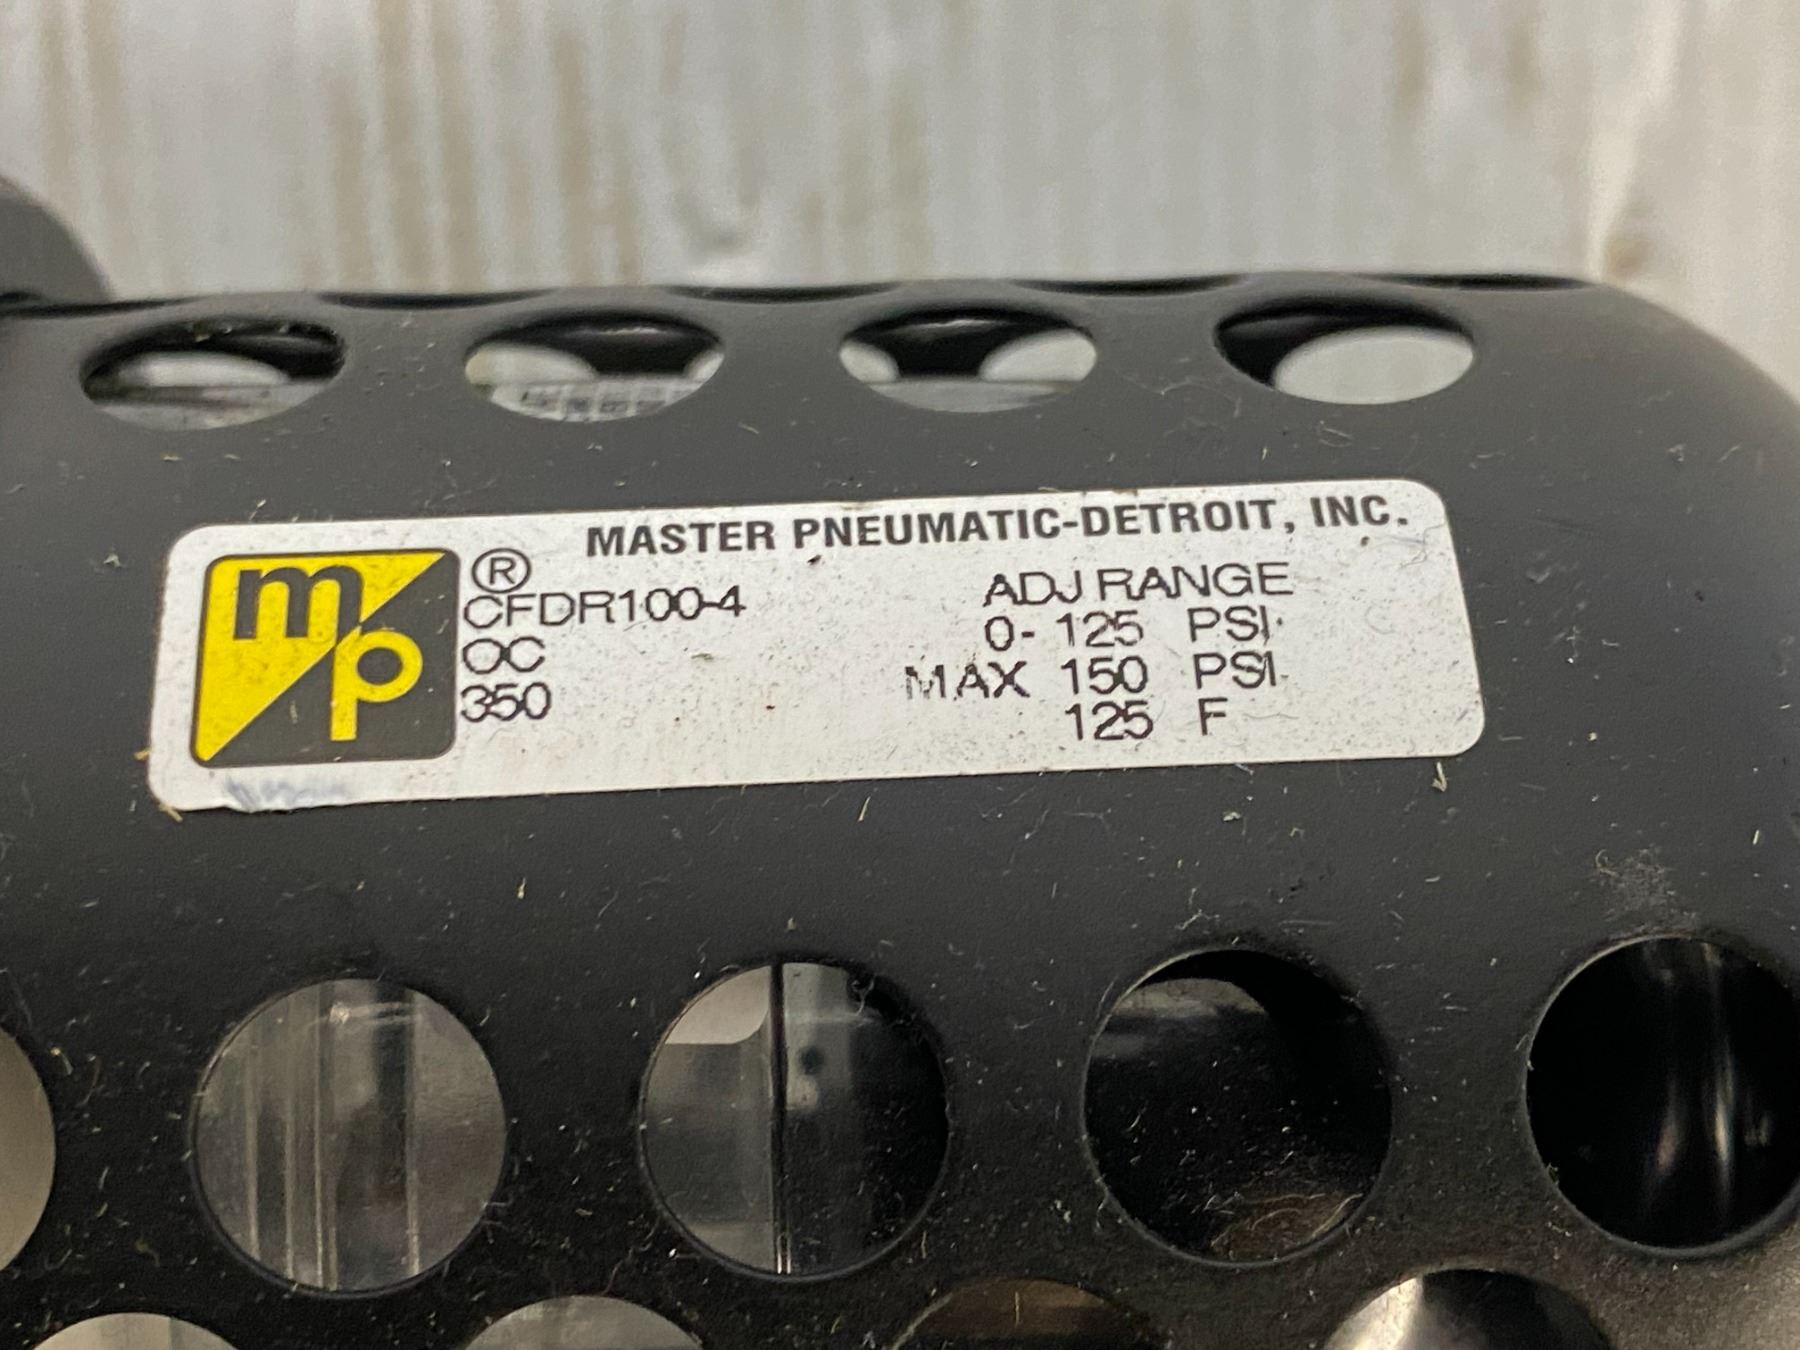 MASTER PNEUMATIC-DETROIT, INC.
mp ®
CFDR100-4
OC
350
ADJ RANGE
0- 125 PSI
MAX 150 PSI
125 F